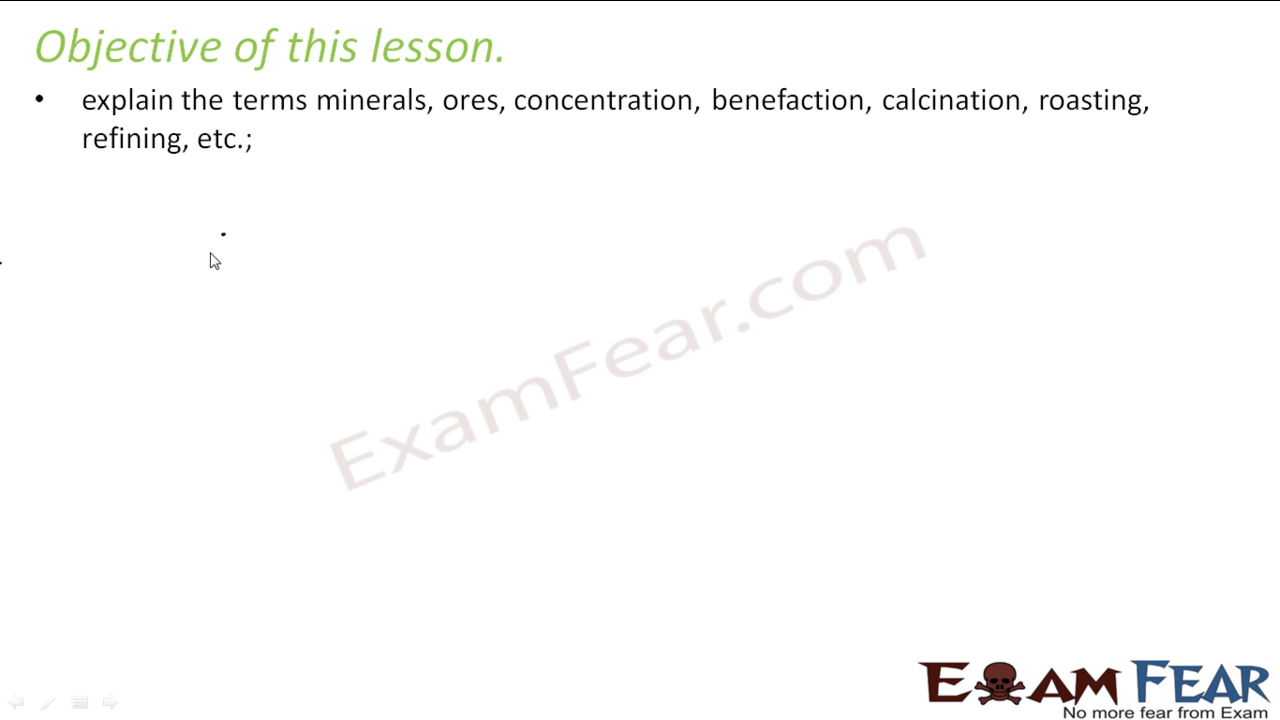 Objective of this lesson.
• explain the terms minerals, ores, concentration, benefaction, calcination, roasting,
refining, etc.;
ExamFear.com
EXAM FEAR
No more fear from Exam